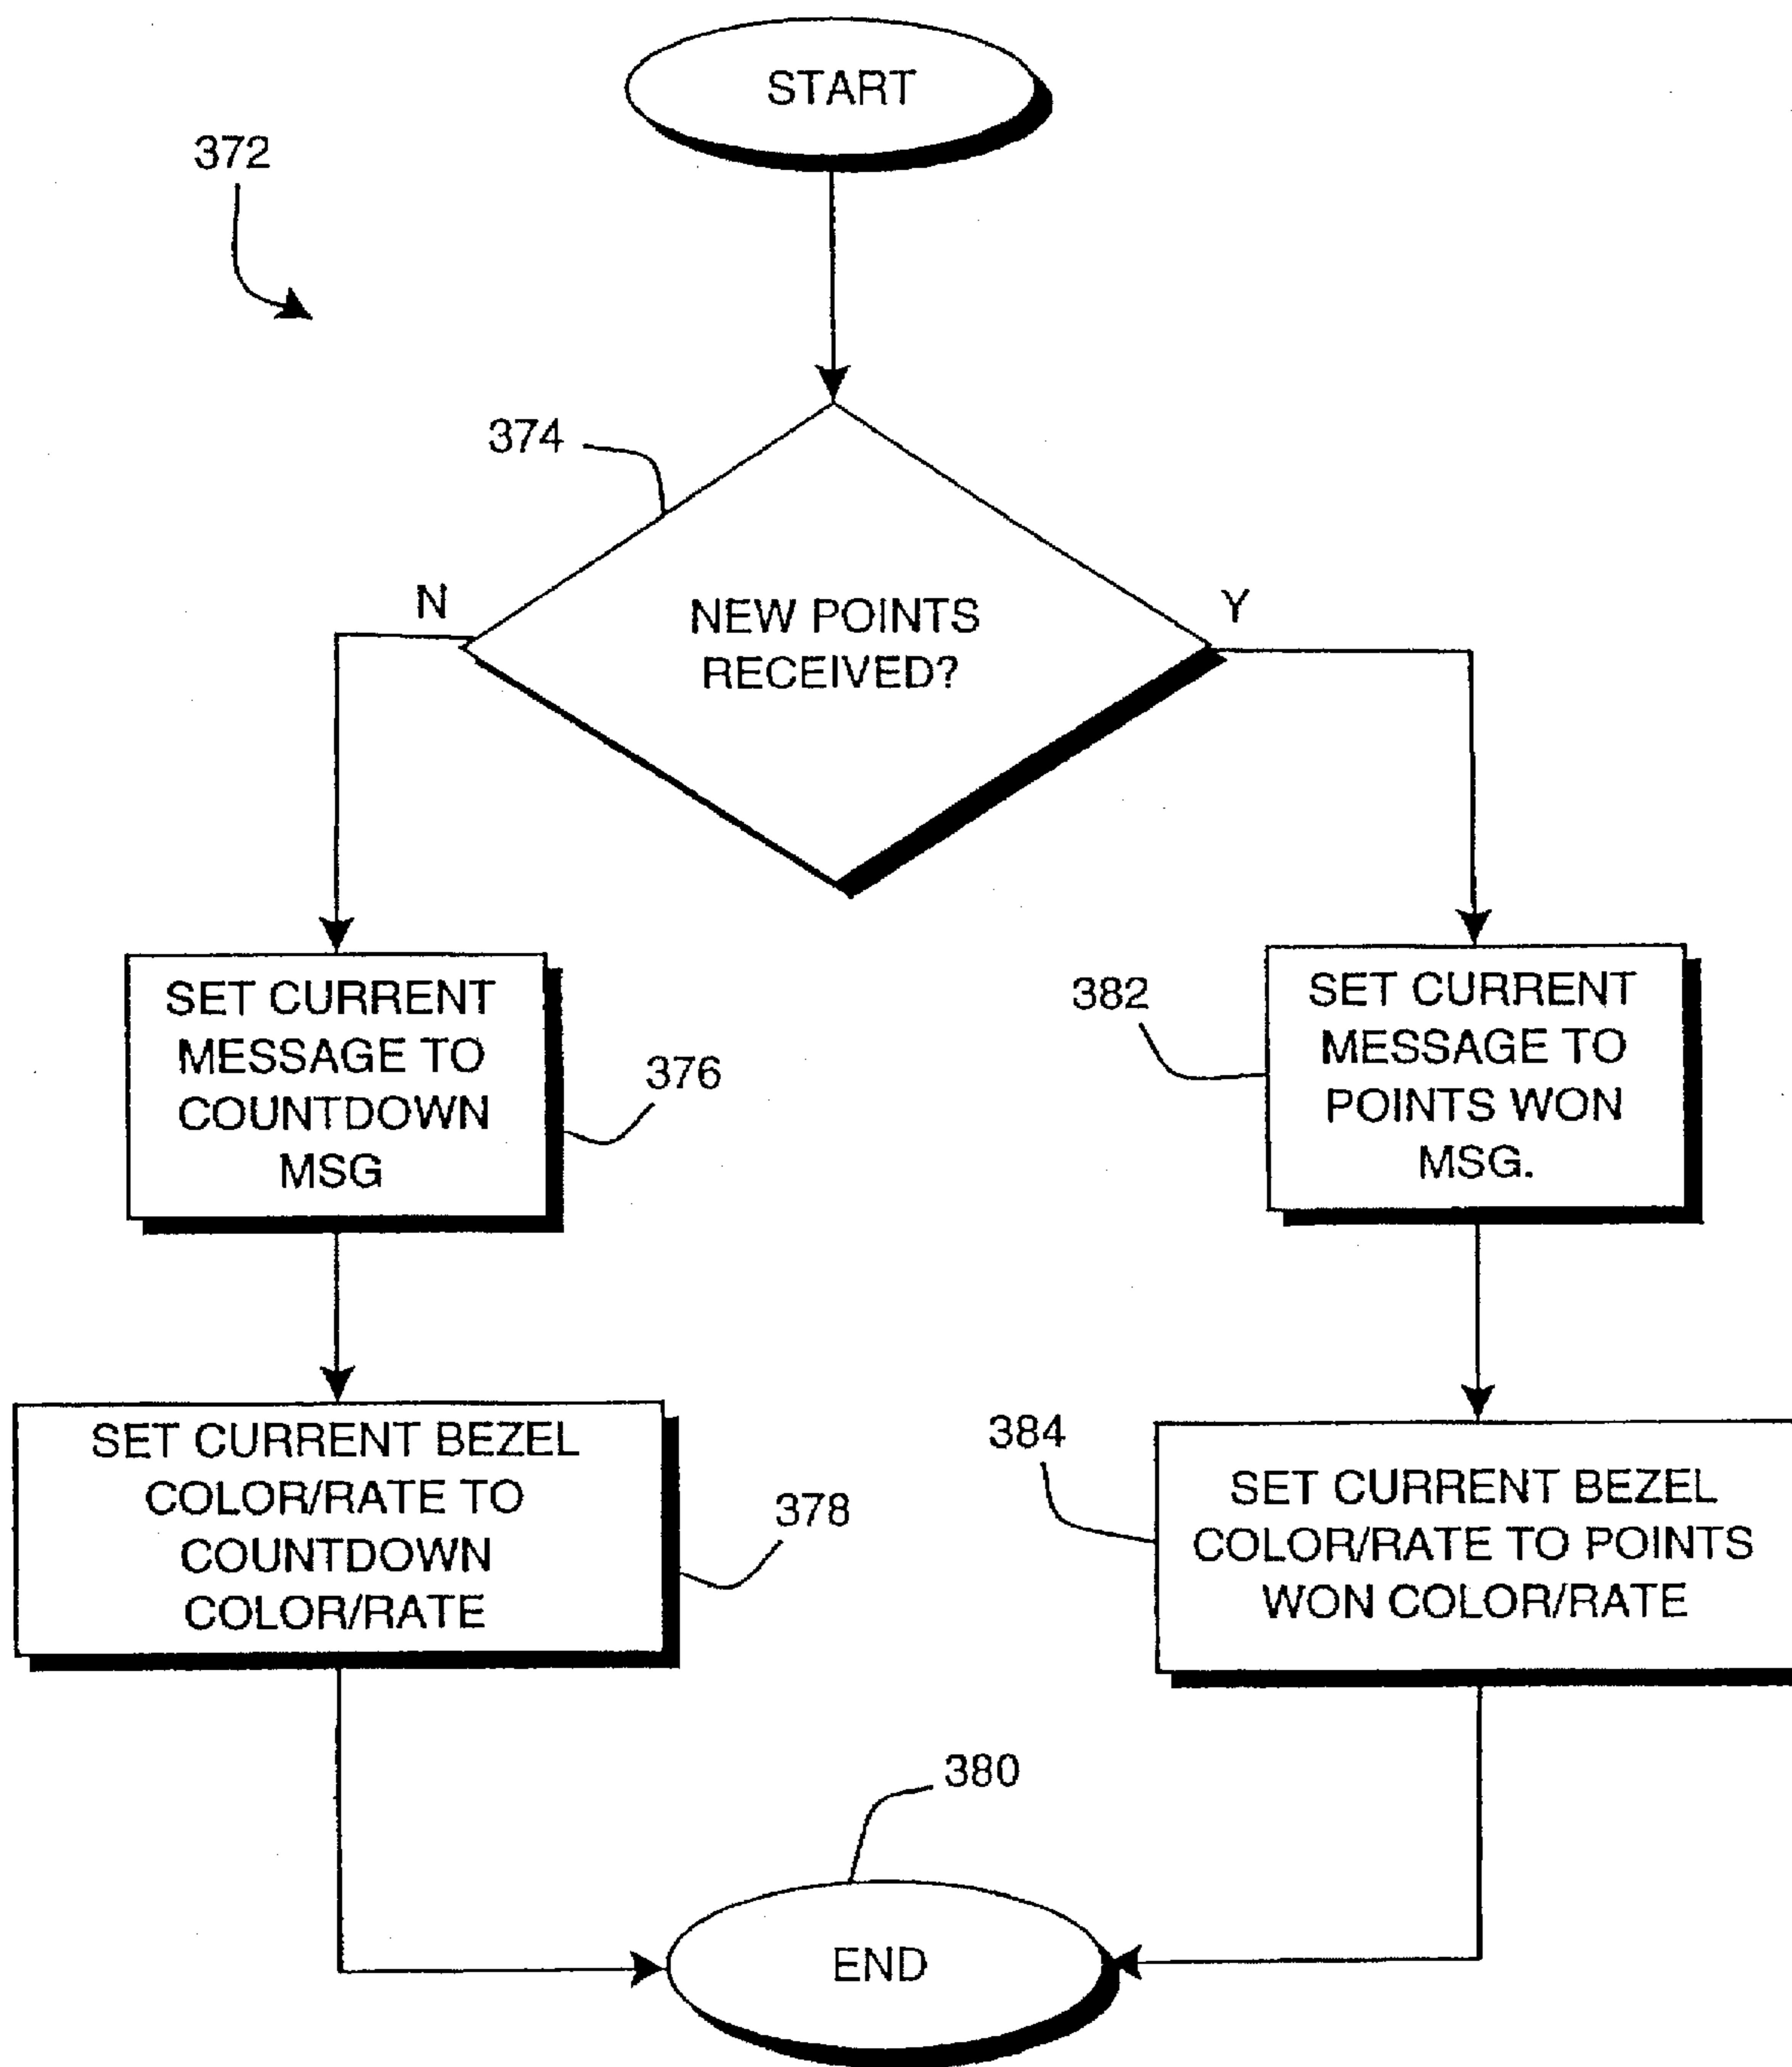 START
372
374
N
Y
NEW POINTS
RECEIVED?
SET CURRENT
MESSAGE TO
COUNTDOWN
MSG
376
382
SET CURRENT
MESSAGE TO
POINTS WON
MSG.
SET CURRENT BEZEL
COLOR/RATE TO
COUNTDOWN
COLOR/RATE
378
384
SET CURRENT BEZEL
COLOR/RATE TO POINTS
WON COLOR/RATE
380
END